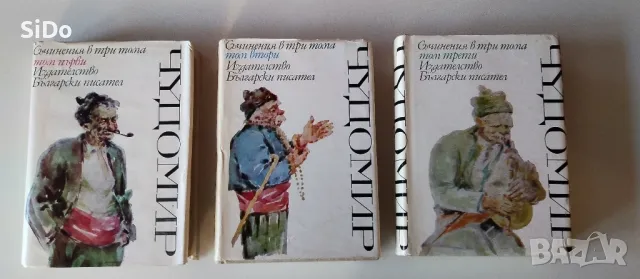 SiDo
Съчинения в три тома
том първи
Издателство
Български писател
ЧУДОМИР
Съчинения в три тома
том втори
Издателство
Български писател
ЧУДОМИР
Съчинения в три тома
том трети
Издателство
Български писател
ЧУДОМИР
ЧУДОМИР
BAZAR